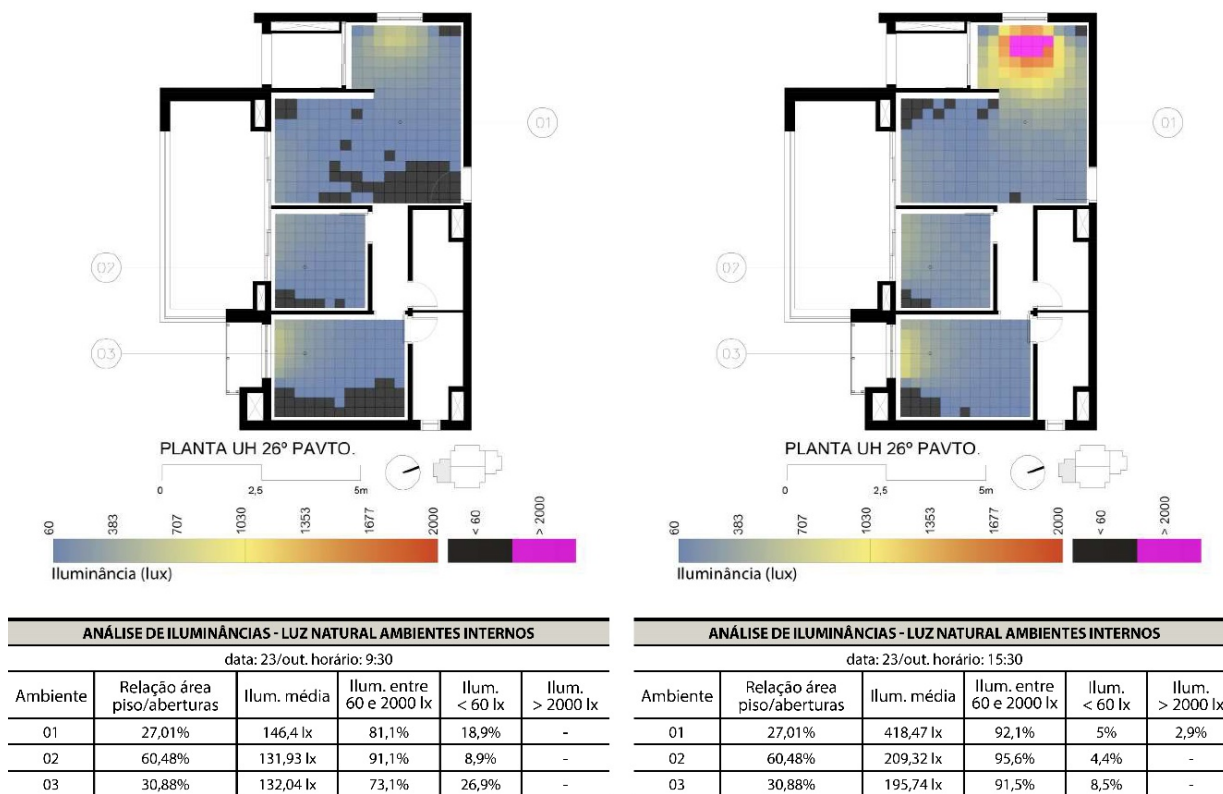 01
02
03
PLANTA UH 26º PAVTO.
0 2,5 5m
60 383 707 1030 1353 1677 2000 < 60 > 2000
Iluminância (lux)
ANÁLISE DE ILUMINÂNCIAS - LUZ NATURAL AMBIENTES INTERNOS
data: 23/out. horário: 9:30
Ambiente Relação área piso/aberturas Ilum. média Ilum. entre 60 e 2000 lx Ilum. < 60 lx Ilum. > 2000 lx
01 27,01% 146,4 lx 81,1% 18,9% -
02 60,48% 131,93 lx 91,1% 8,9% -
03 30,88% 132,04 lx 73,1% 26,9% -
01
02
03
PLANTA UH 26º PAVTO.
0 2,5 5m
60 383 707 1030 1353 1677 2000 < 60 > 2000
Iluminância (lux)
ANÁLISE DE ILUMINÂNCIAS - LUZ NATURAL AMBIENTES INTERNOS
data: 23/out. horário: 15:30
Ambiente Relação área piso/aberturas Ilum. média Ilum. entre 60 e 2000 lx Ilum. < 60 lx Ilum. > 2000 lx
01 27,01% 418,47 lx 92,1% 5% 2,9%
02 60,48% 209,32 lx 95,6% 4,4% -
03 30,88% 195,74 lx 91,5% 8,5% -